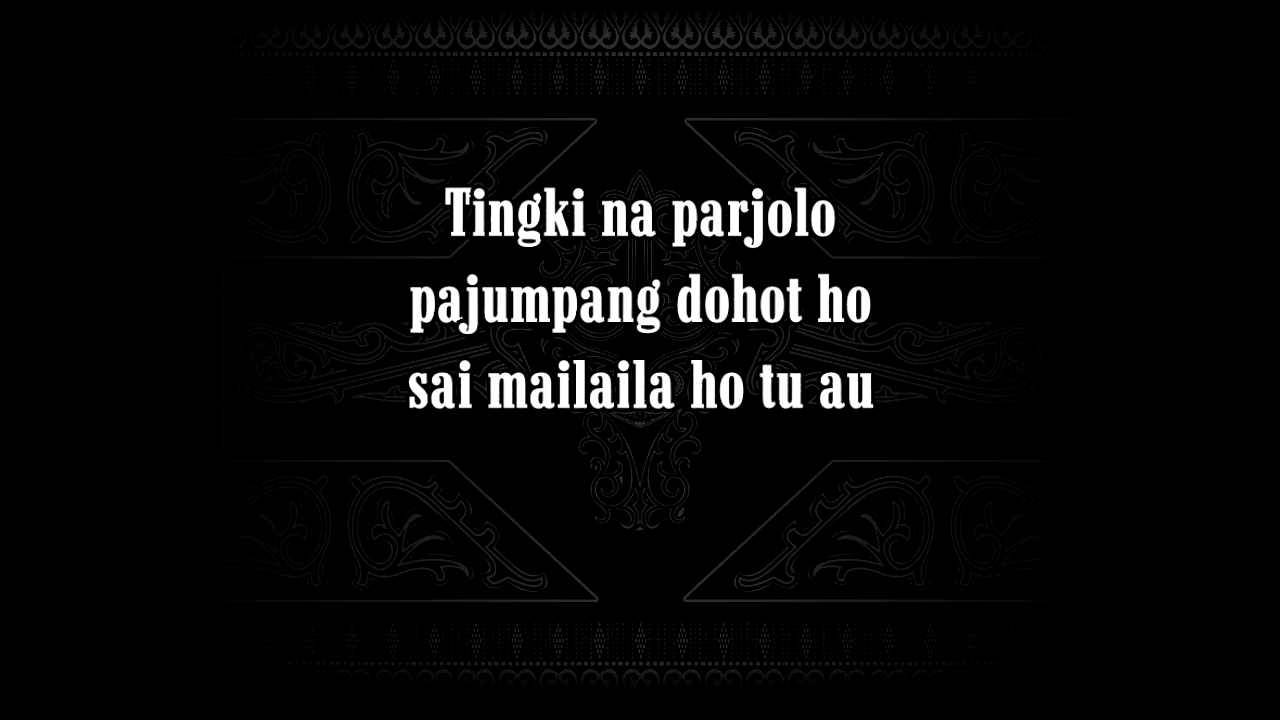 Tingki na parjolo
pajumpang dohot ho
sai mailaila ho tu au